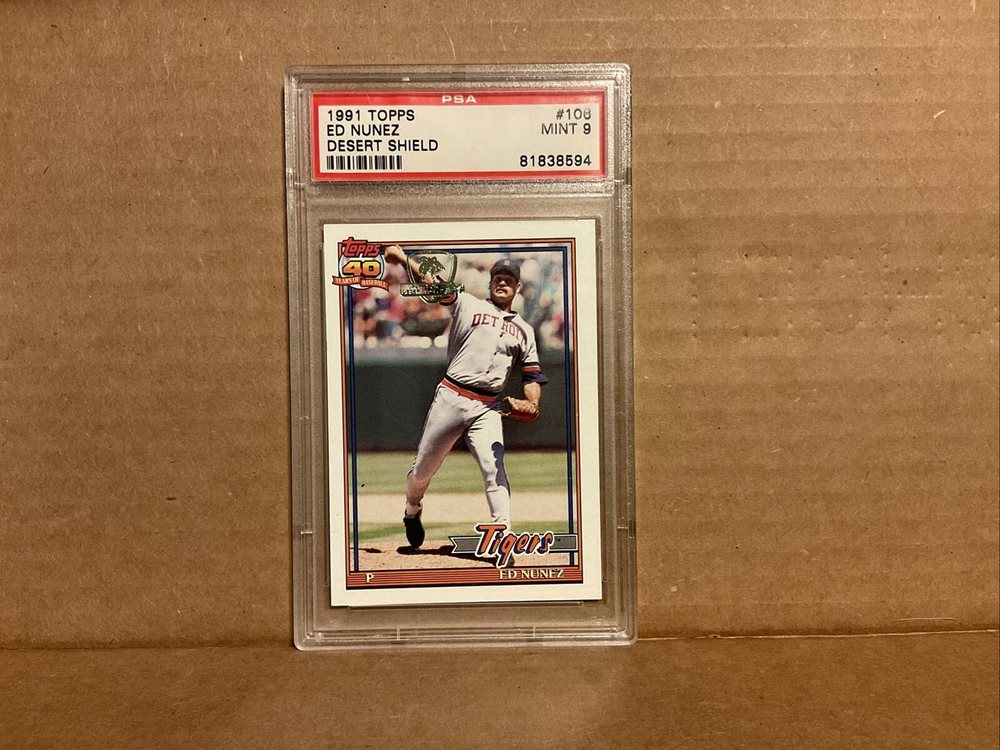 PSA
1991 TOPPS
#106
ED NUNEZ
MINT 9
DESERT SHIELD
81838594
Topps
40
YEARS OF BASEBALL
DETROIT
Tigers
P
ED NUNEZ